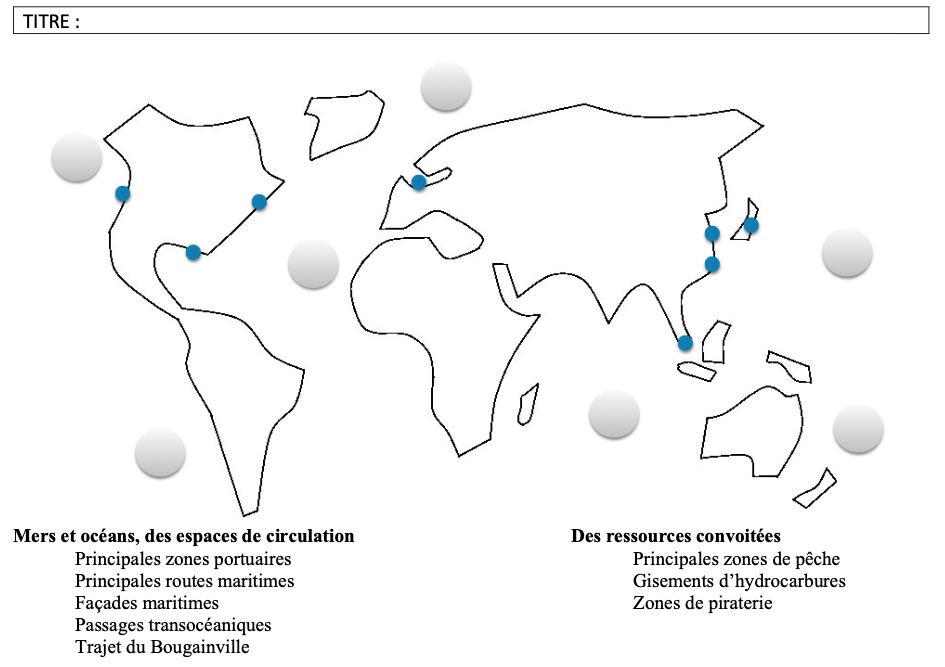 TITRE :
Mers et océans, des espaces de circulation
Principales zones portuaires
Principales routes maritimes
Façades maritimes
Passages transocéaniques
Trajet du Bougainville
Des ressources convoitées
Principales zones de pêche
Gisements d’hydrocarbures
Zones de piraterie